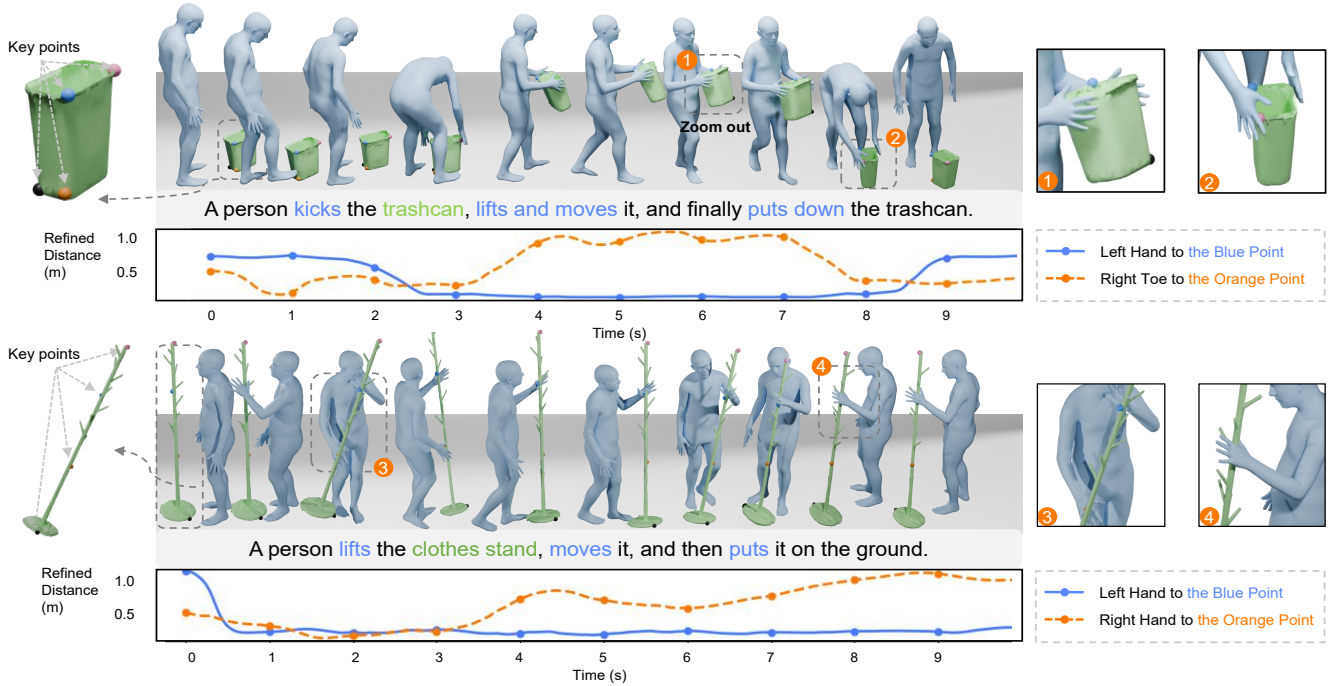 Key points
1
Zoom out
2
1
2
A person kicks the trashcan, lifts and moves it, and finally puts down the trashcan.
Refined
Distance
(m)
1.0
0.5
0 1 2 3 4 5 6 7 8 9
Time (s)
Left Hand to the Blue Point
Right Toe to the Orange Point
Key points
3
4
3
4
A person lifts the clothes stand, moves it, and then puts it on the ground.
Refined
Distance
(m)
1.0
0.5
0 1 2 3 4 5 6 7 8 9
Time (s)
Left Hand to the Blue Point
Right Hand to the Orange Point